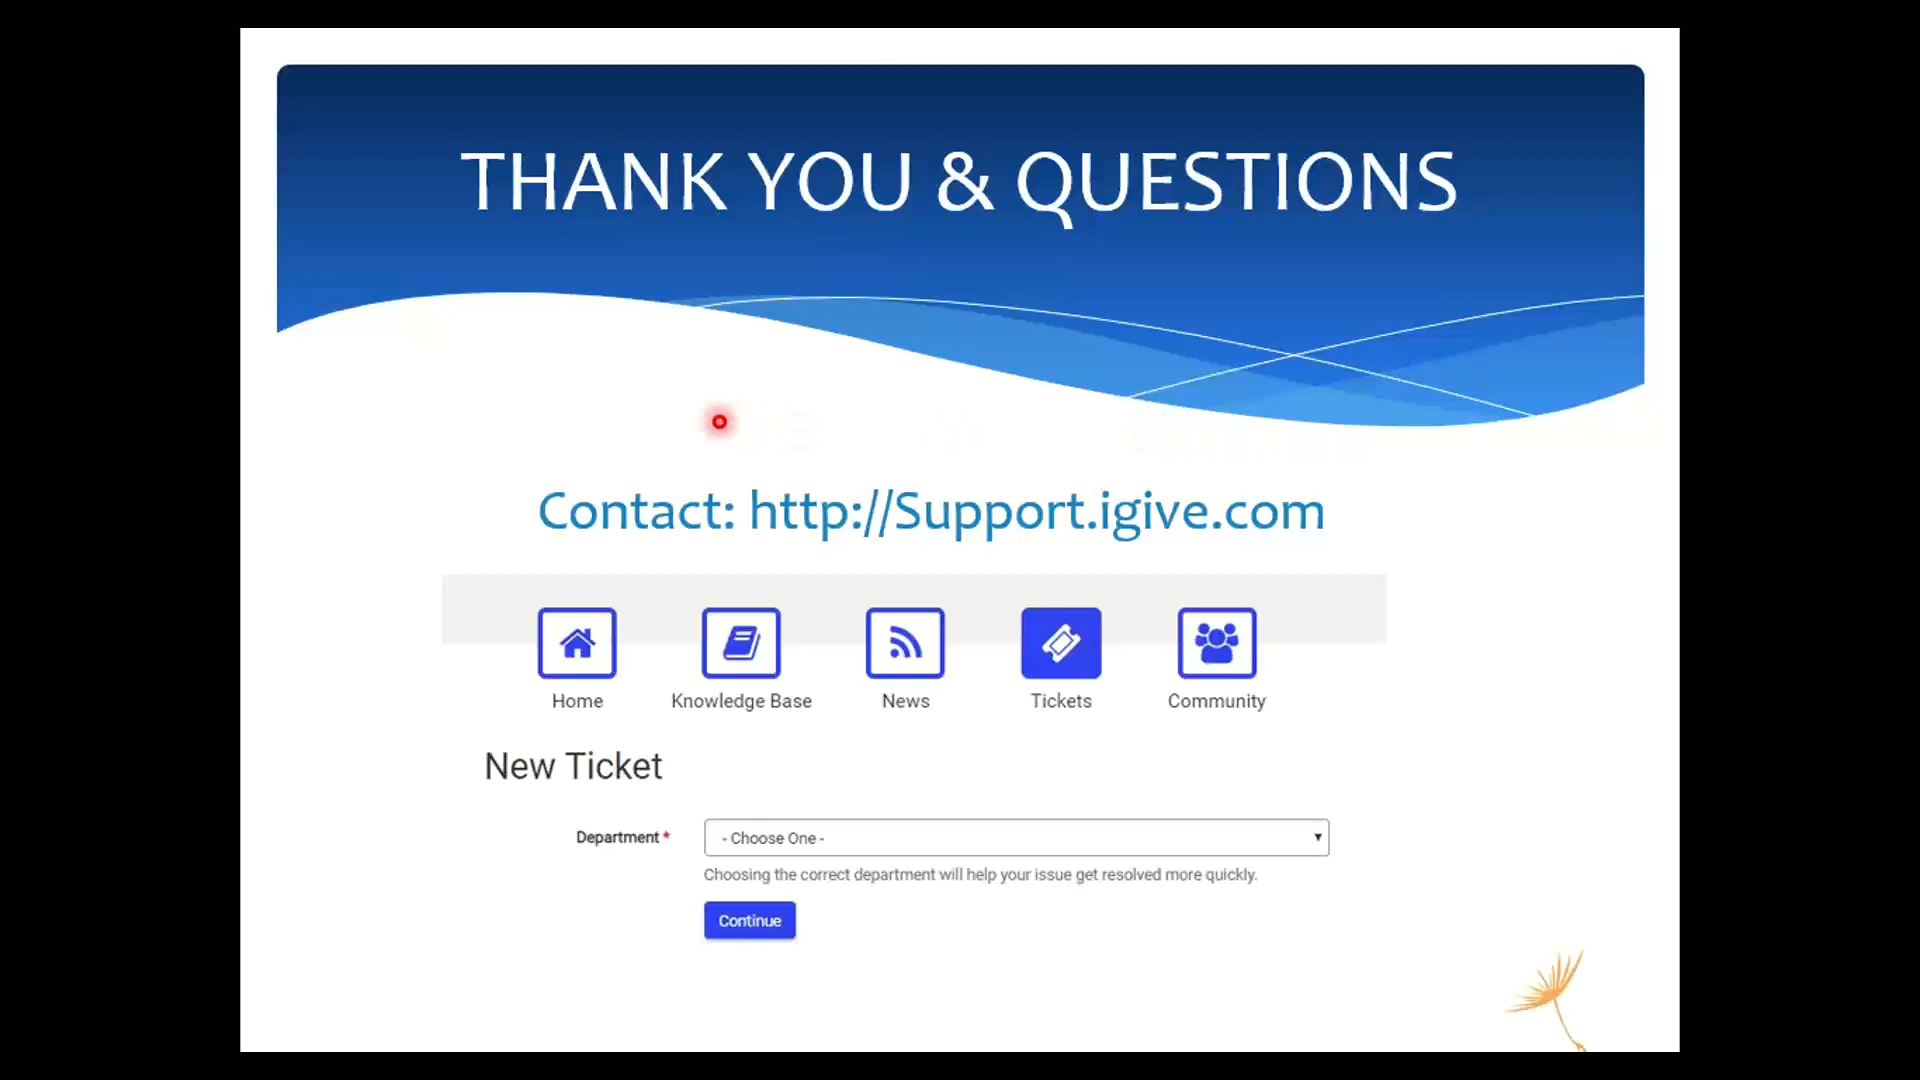 THANK YOU & QUESTIONS
Contact: http://Support.igive.com
Home Knowledge Base News Tickets Community
New Ticket
Department * - Choose One -
Choosing the correct department will help your issue get resolved more quickly.
Continue